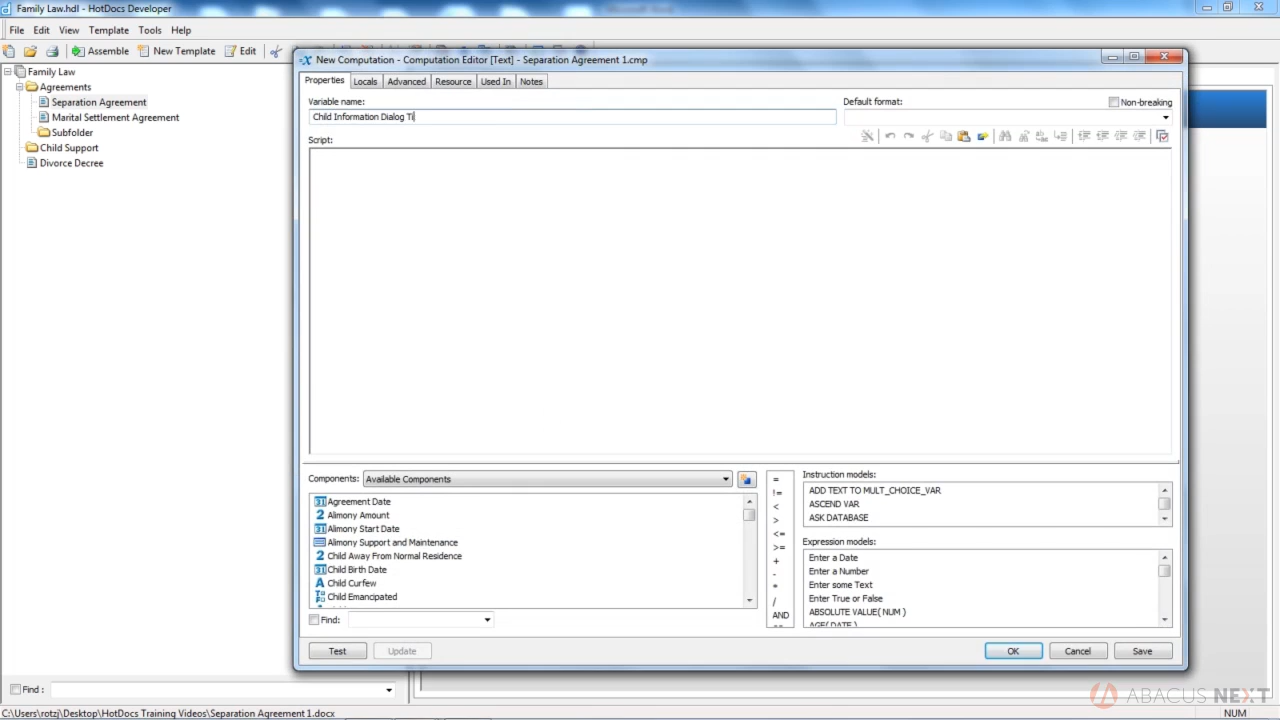 Family Law.hdl - HotDocs Developer
File Edit View Template Tools Help
Assemble New Template Edit
New Computation - Computation Editor [Text] - Separation Agreement 1.cmp
Family Law
Agreements
Separation Agreement
Marital Settlement Agreement
Subfolder
Child Support
Divorce Decree
Properties Locals Advanced Resource Used In Notes
Variable name: Default format: Non-breaking
Child Information Dialog Ti
Script:
Components: Available Components
Agreement Date
Alimony Amount
Alimony Start Date
Alimony Support and Maintenance
Child Away From Normal Residence
Child Birth Date
Child Curfew
Child Emancipated
Find:
=
!=
<
>
<=
>=
+
-
*
/
AND
Instruction models:
ADD TEXT TO MULT_CHOICE_VAR
ASCEND VAR
ASK DATABASE
Expression models:
Enter a Date
Enter a Number
Enter some Text
Enter True or False
ABSOLUTE VALUE( NUM )
AGE( DATE )
Test Update OK Cancel Save
Find :
ABACUS NEXT
C:\Users\rotzj\Desktop\HotDocs Training Videos\Separation Agreement 1.docx NUM